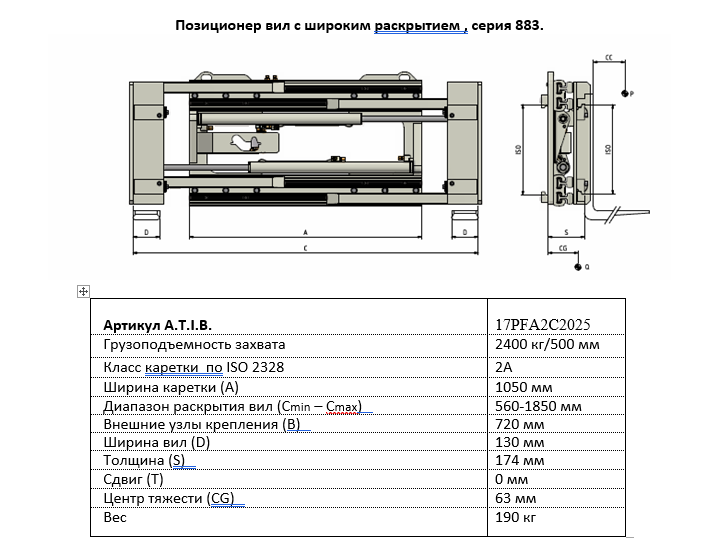 Позиционер вил с широким раскрытием , серия 883.
CC
P
ISO
ISO
D
A
D
S
C
CG
Q
Артикул A.T.I.B. 17PFA2C2025
Грузоподъемность захвата 2400 кг/500 мм
Класс каретки по ISO 2328 2A
Ширина каретки (A) 1050 мм
Диапазон раскрытия вил (Cmin – Cmax) 560-1850 мм
Внешние узлы крепления (B) 720 мм
Ширина вил (D) 130 мм
Толщина (S) 174 мм
Сдвиг (T) 0 мм
Центр тяжести (CG) 63 мм
Вес 190 кг